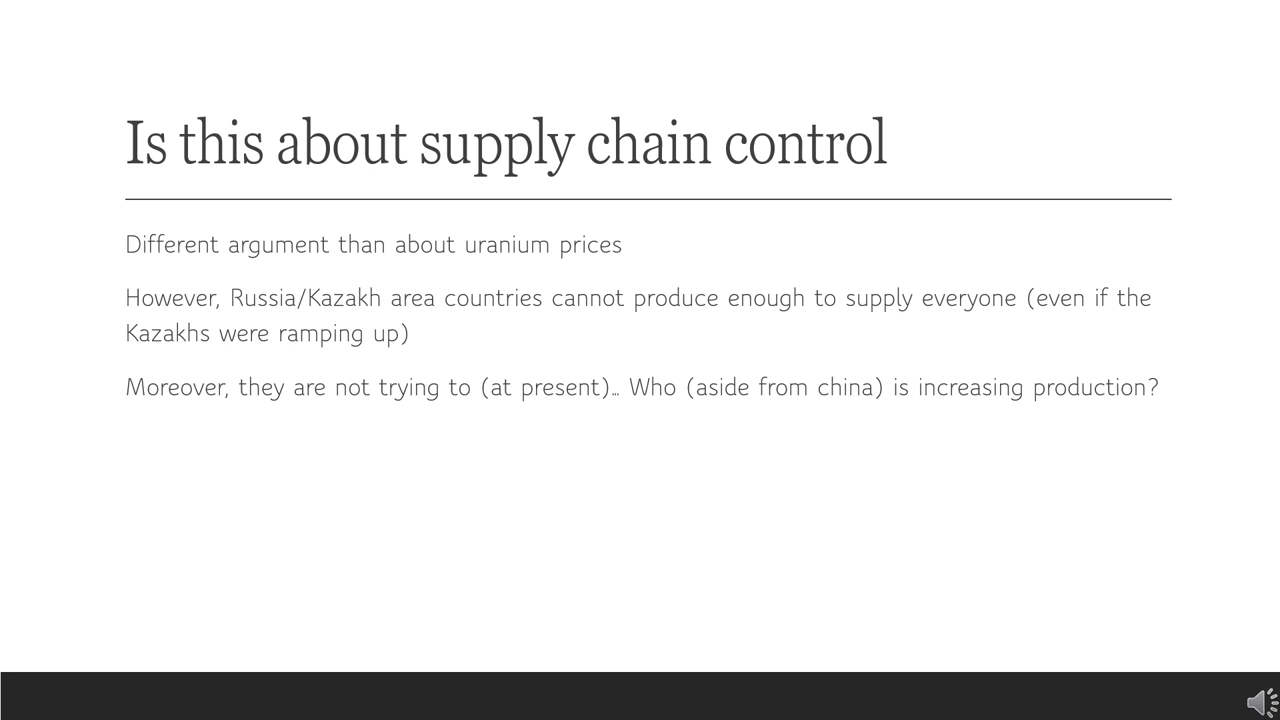 Is this about supply chain control
Different argument than about uranium prices
However, Russia/Kazakh area countries cannot produce enough to supply everyone (even if the
Kazakhs were ramping up)
Moreover, they are not trying to (at present)… Who (aside from china) is increasing production?